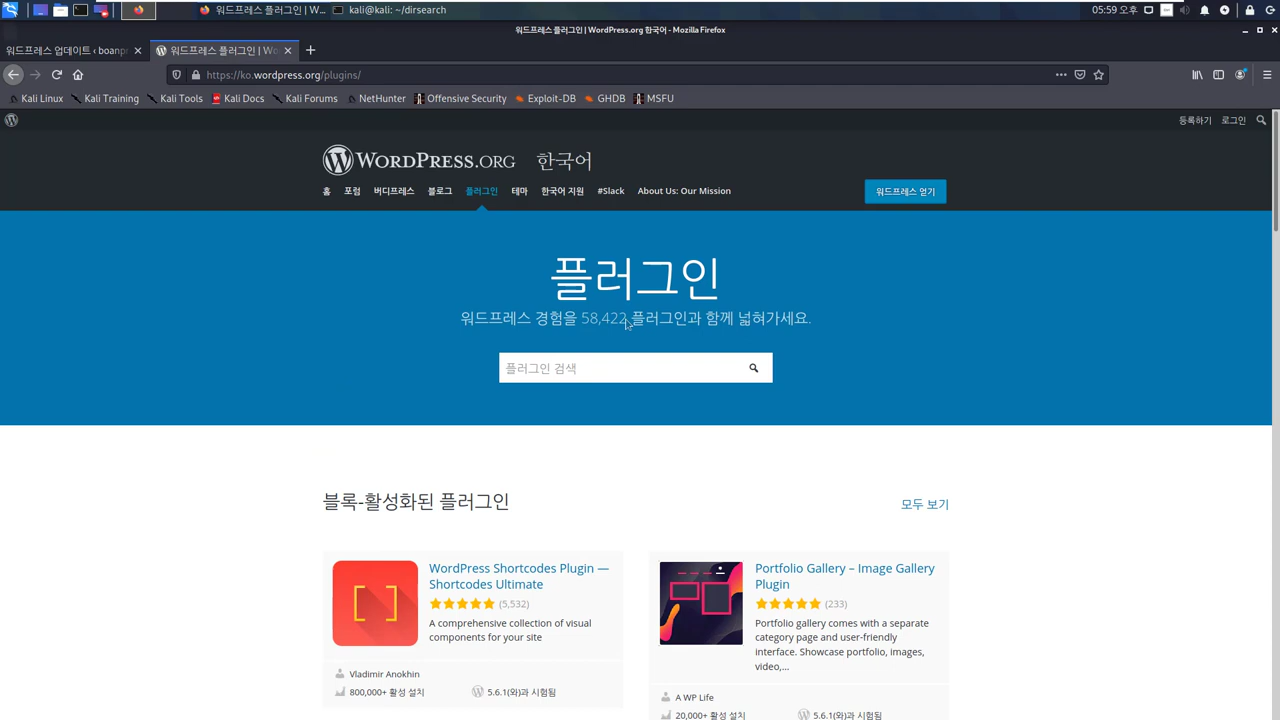 워드프레스 플러그인 | W...
kali@kali: ~/dirsearch
05:59 오후
워드프레스 플러그인 | WordPress.org 한국어 - Mozilla Firefox
워드프레스 업데이트 ‹ boanpr
워드프레스 플러그인 | Wo
https://ko.wordpress.org/plugins/
Kali Linux
Kali Training
Kali Tools
Kali Docs
Kali Forums
NetHunter
Offensive Security
Exploit-DB
GHDB
MSFU
등록하기
로그인
WORDPRESS.ORG 한국어
홈
포럼
버디프레스
블로그
플러그인
테마
한국어 지원
#Slack
About Us: Our Mission
워드프레스 얻기
플러그인
워드프레스 경험을 58,422 플러그인과 함께 넓혀가세요.
플러그인 검색
블록-활성화된 플러그인
모두 보기
WordPress Shortcodes Plugin —
Shortcodes Ultimate
(5,532)
A comprehensive collection of visual
components for your site
Vladimir Anokhin
800,000+ 활성 설치
5.6.1(와)과 시험됨
Portfolio Gallery – Image Gallery
Plugin
(233)
Portfolio gallery comes with a separate
category page and user-friendly
interface. Showcase portfolio, images,
video,...
A WP Life
20,000+ 활성 설치
5.6.1(와)과 시험됨